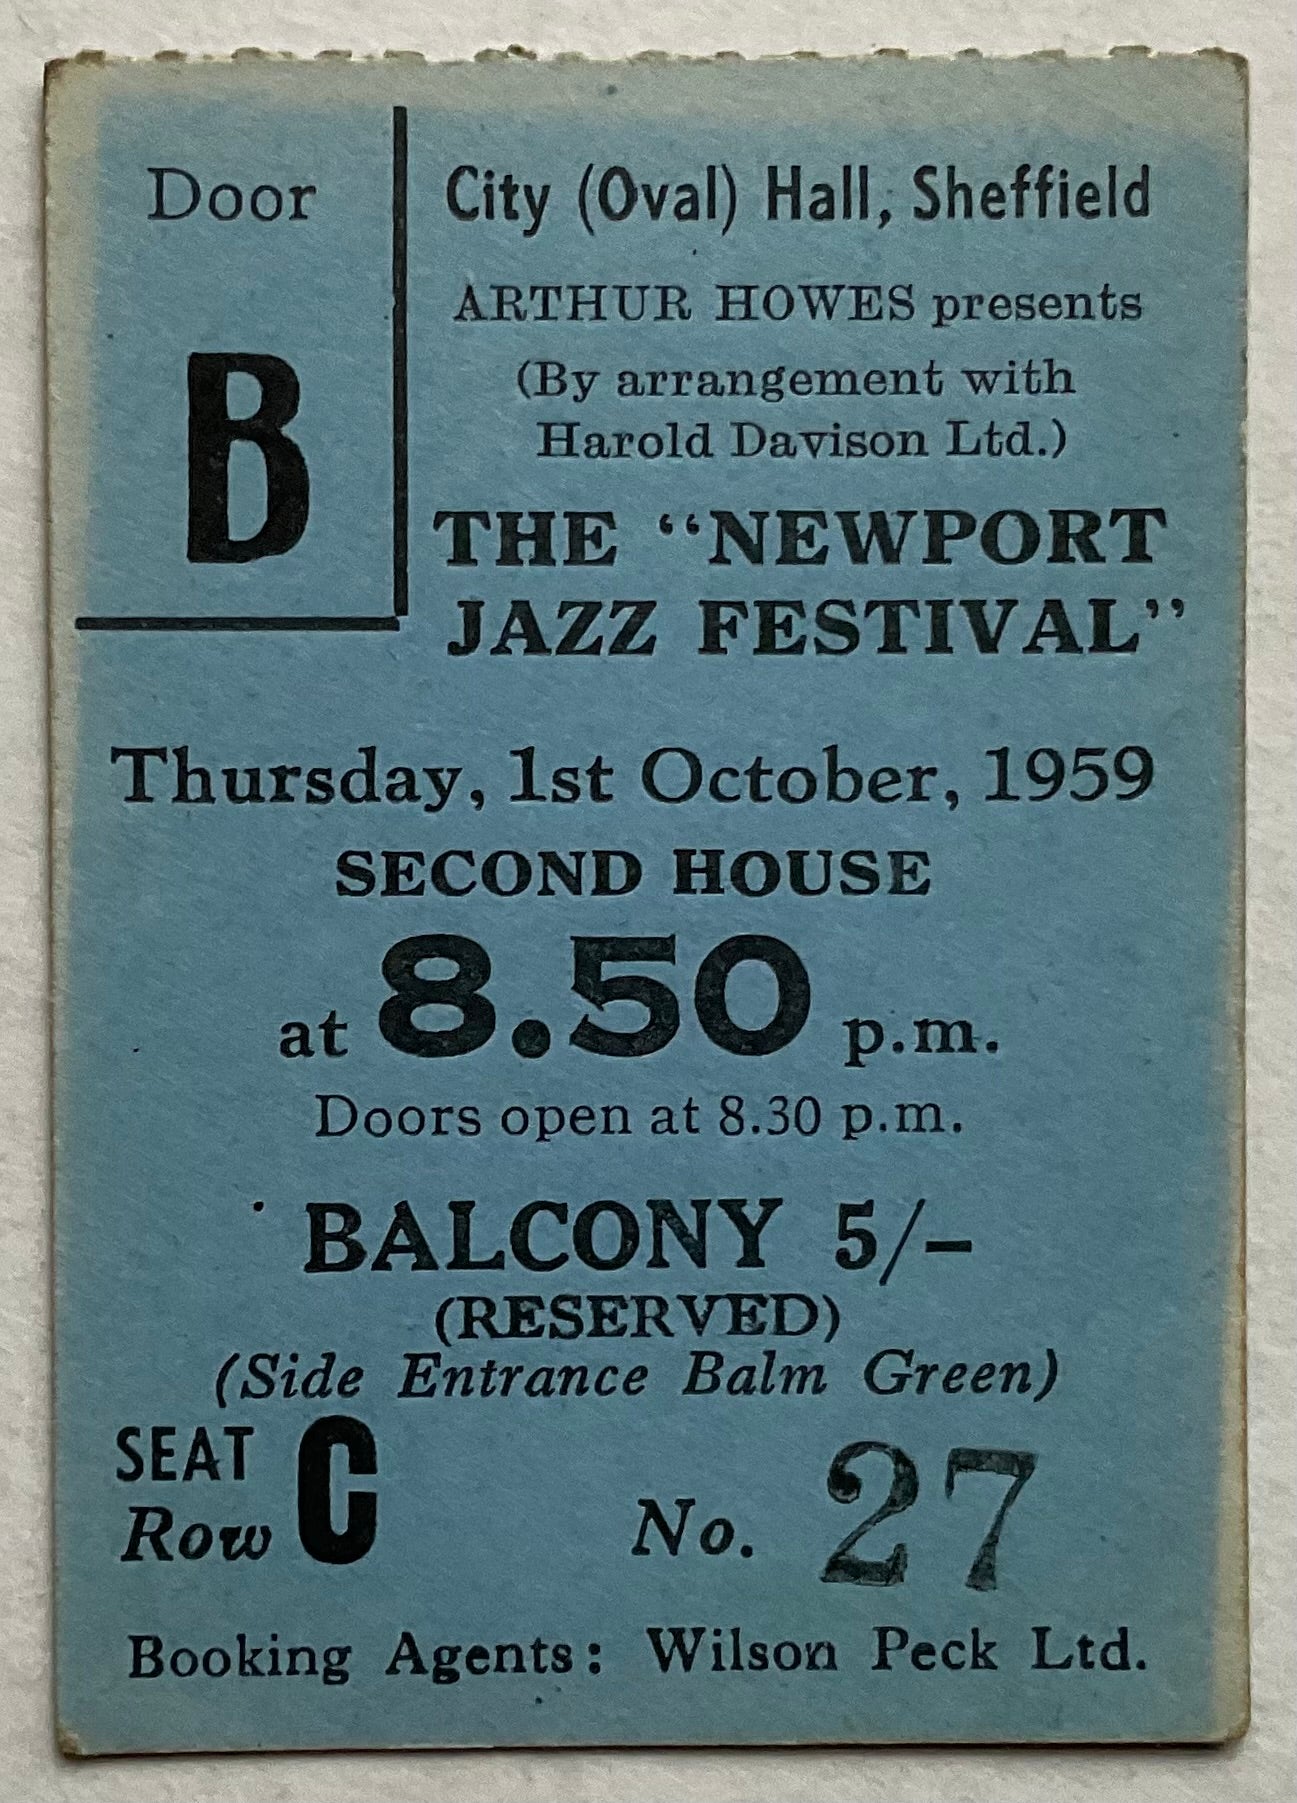 Door
B
City (Oval) Hall, Sheffield
ARTHUR HOWES presents
(By arrangement with
Harold Davison Ltd.)
THE “NEWPORT
JAZZ FESTIVAL”
Thursday, 1st October, 1959
SECOND HOUSE
at 8.50 p.m.
Doors open at 8.30 p.m.
BALCONY 5/-
(RESERVED)
(Side Entrance Balm Green)
SEAT
Row C No. 27
Booking Agents: Wilson Peck Ltd.